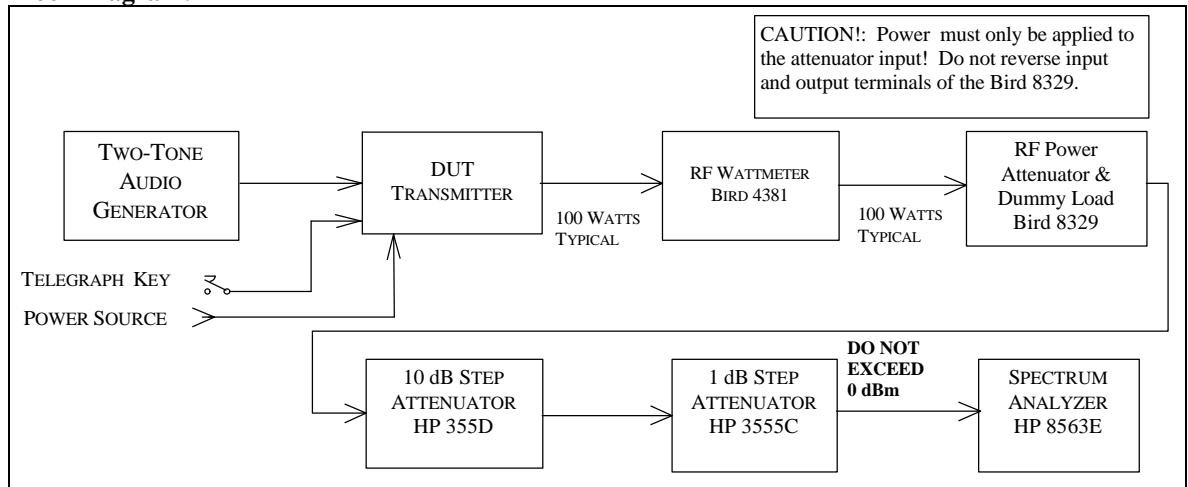 CAUTION!: Power must only be applied to
the attenuator input! Do not reverse input
and output terminals of the Bird 8329.
TWO-TONE
AUDIO
GENERATOR
DUT
TRANSMITTER
100 WATTS
TYPICAL
RF WATTMETER
BIRD 4381
100 WATTS
TYPICAL
RF Power
Attenuator &
Dummy Load
Bird 8329
TELEGRAPH KEY
POWER SOURCE
10 dB STEP
ATTENUATOR
HP 355D
1 dB STEP
ATTENUATOR
HP 3555C
DO NOT
EXCEED
0 dBm
SPECTRUM
ANALYZER
HP 8563E